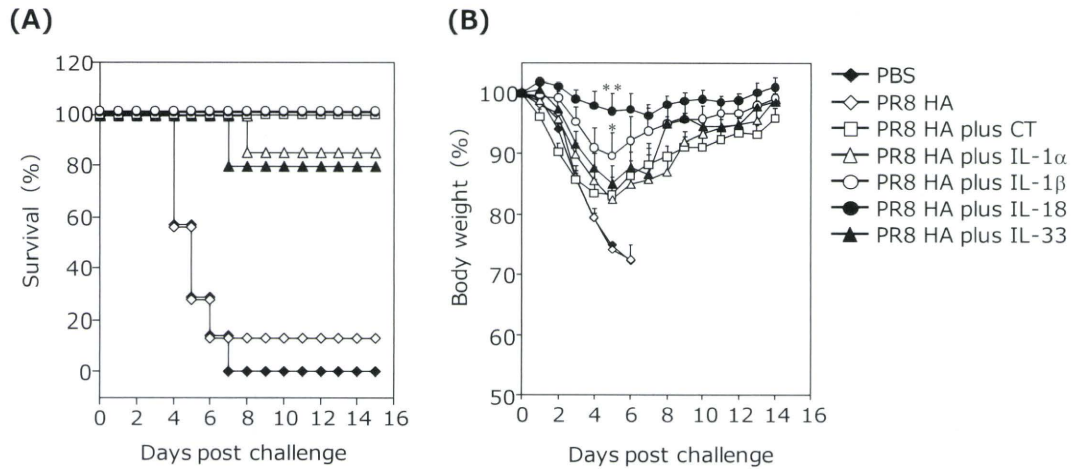 (A)
Survival (%)
120
100
80
60
40
20
0
0 2 4 6 8 10 12 14 16
Days post challenge
(B)
Body weight (%)
100
90
80
70
60
50
**
*
0 2 4 6 8 10 12 14 16
Days post challenge
PBS
PR8 HA
PR8 HA plus CT
PR8 HA plus IL-1α
PR8 HA plus IL-1β
PR8 HA plus IL-18
PR8 HA plus IL-33